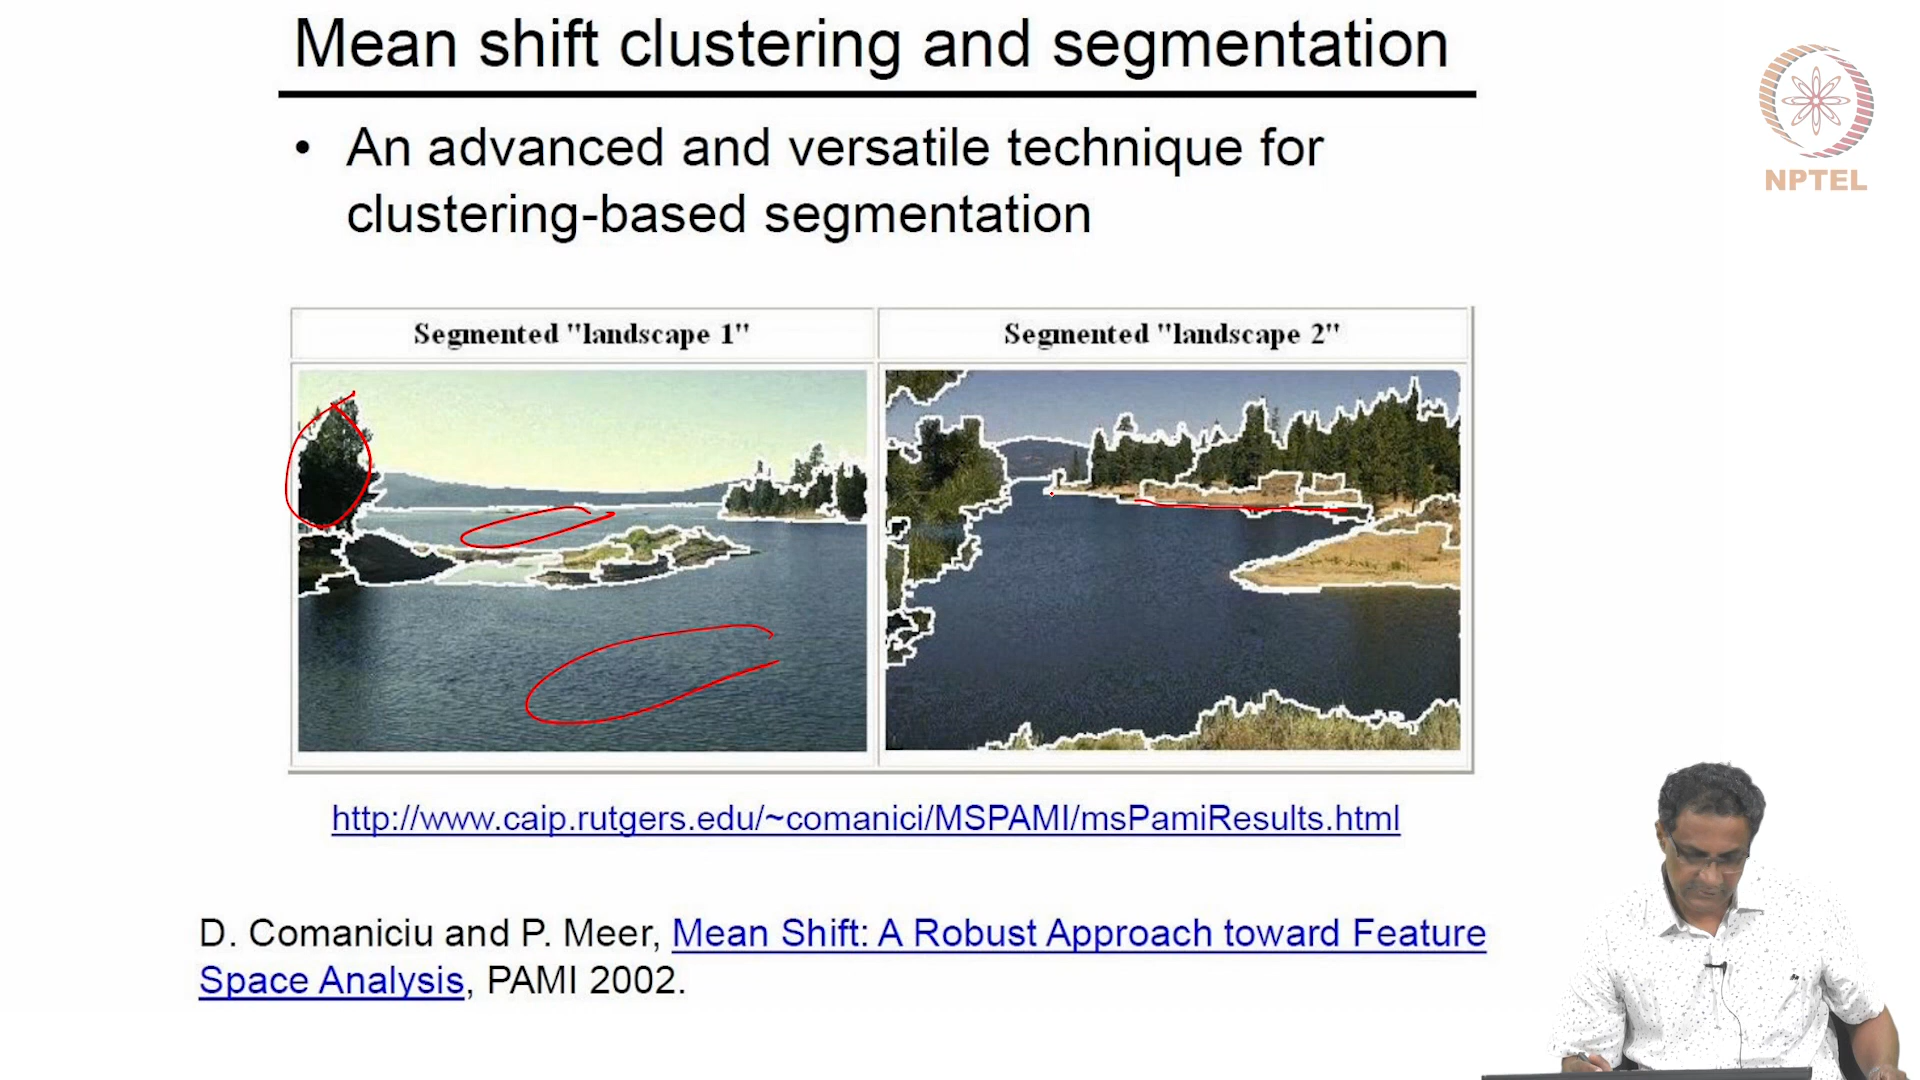 Mean shift clustering and segmentation
NPTEL
• An advanced and versatile technique for
clustering-based segmentation
Segmented "landscape 1"
Segmented "landscape 2"
http://www.caip.rutgers.edu/~comanici/MSPAMI/msPamiResults.html
D. Comaniciu and P. Meer, Mean Shift: A Robust Approach toward Feature
Space Analysis, PAMI 2002.